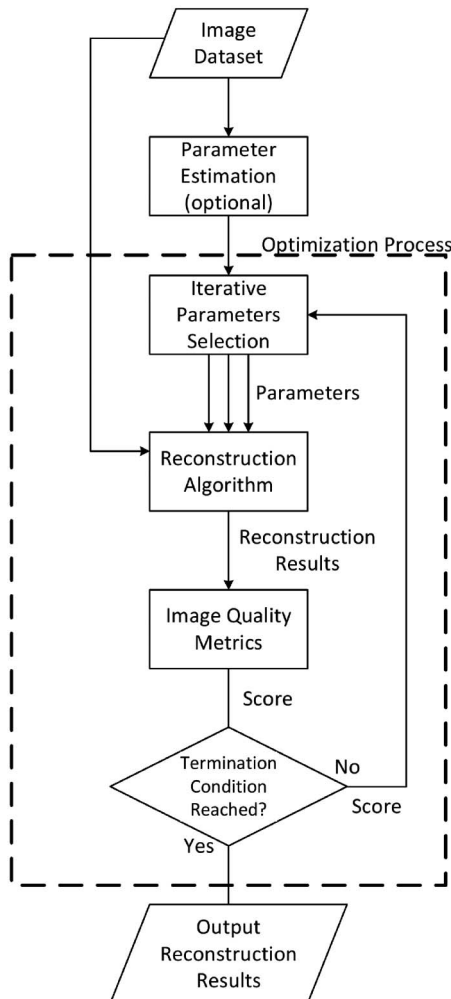 Image
Dataset
Parameter
Estimation
(optional)
Optimization Process
Iterative
Parameters
Selection
Parameters
Reconstruction
Algorithm
Reconstruction
Results
Image Quality
Metrics
Score
Termination
Condition
Reached?
No
Score
Yes
Output
Reconstruction
Results